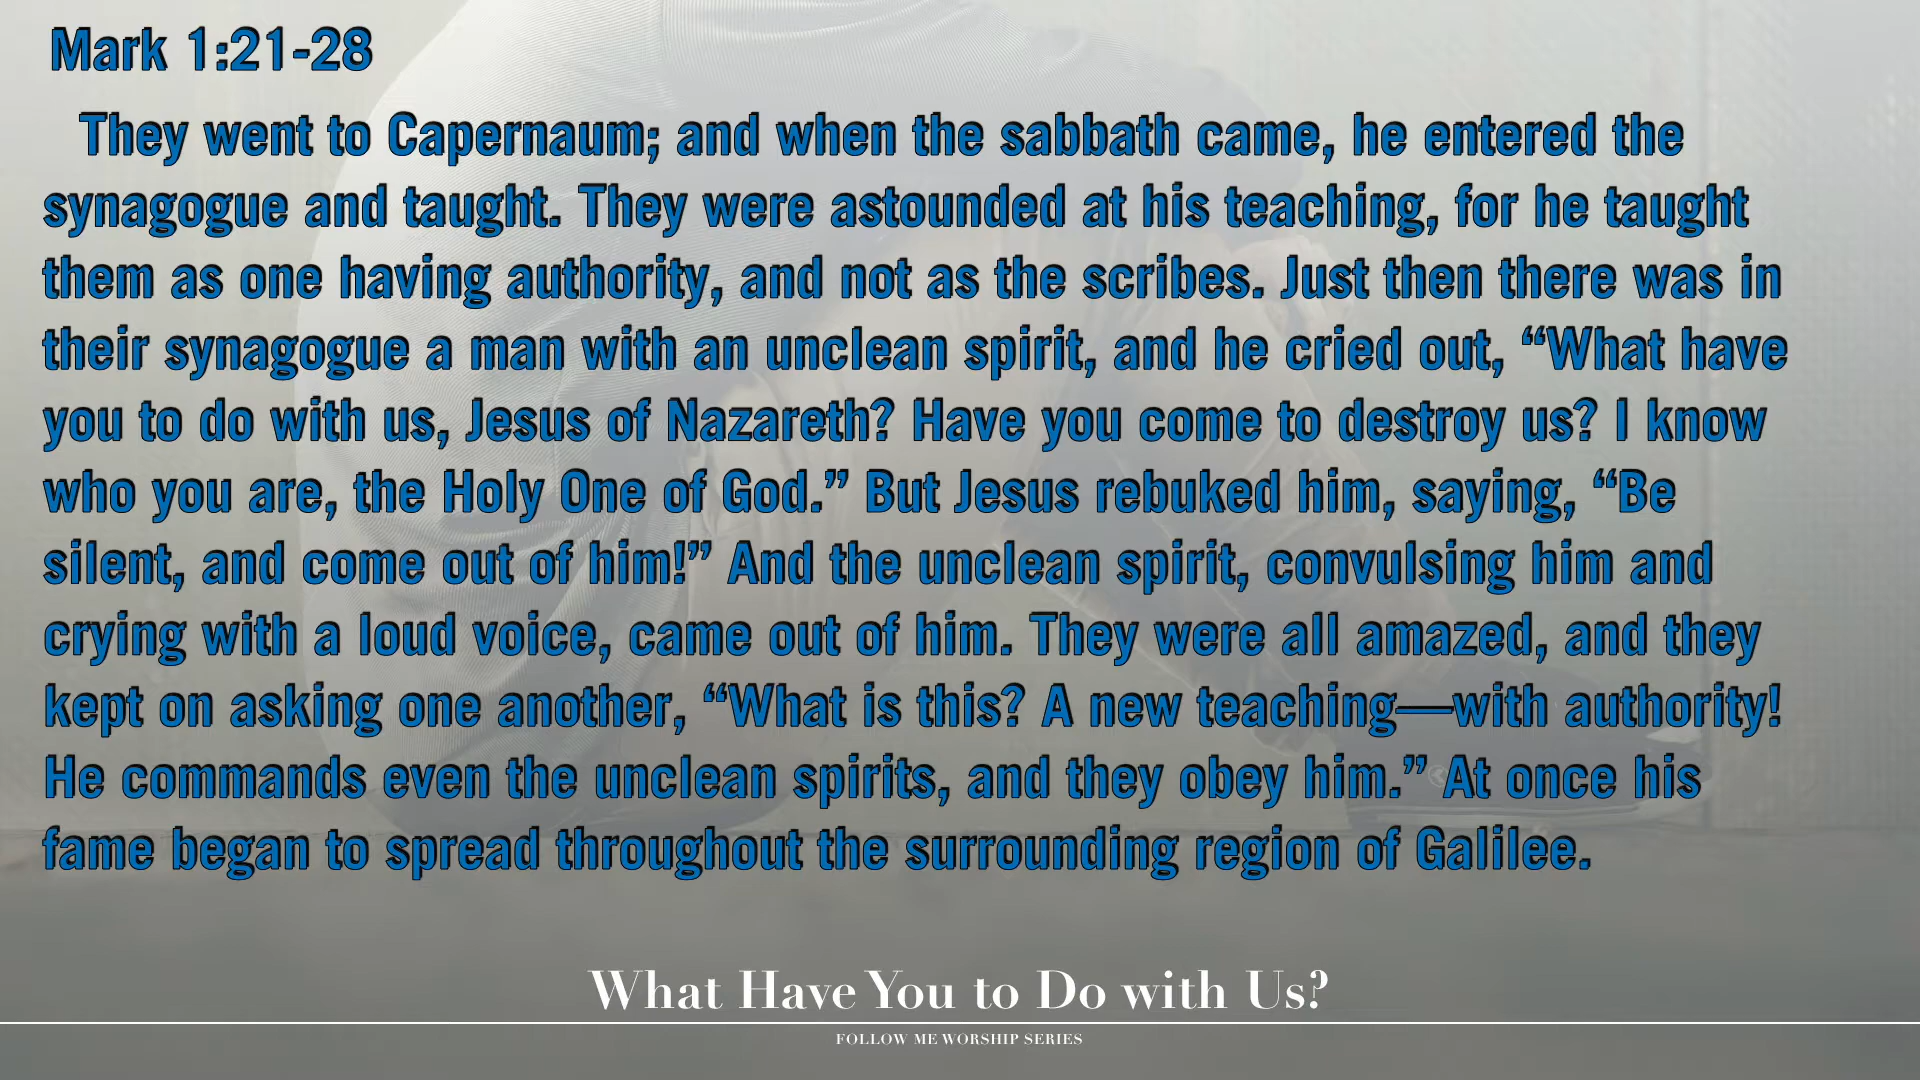 Mark 1:21-28
They went to Capernaum; and when the sabbath came, he entered the
synagogue and taught. They were astounded at his teaching, for he taught
them as one having authority, and not as the scribes. Just then there was in
their synagogue a man with an unclean spirit, and he cried out, “What have
you to do with us, Jesus of Nazareth? Have you come to destroy us? I know
who you are, the Holy One of God.” But Jesus rebuked him, saying, “Be
silent, and come out of him!” And the unclean spirit, convulsing him and
crying with a loud voice, came out of him. They were all amazed, and they
kept on asking one another, “What is this? A new teaching—with authority!
He commands even the unclean spirits, and they obey him.” At once his
fame began to spread throughout the surrounding region of Galilee.
What Have You to Do with Us?
FOLLOW ME WORSHIP SERIES